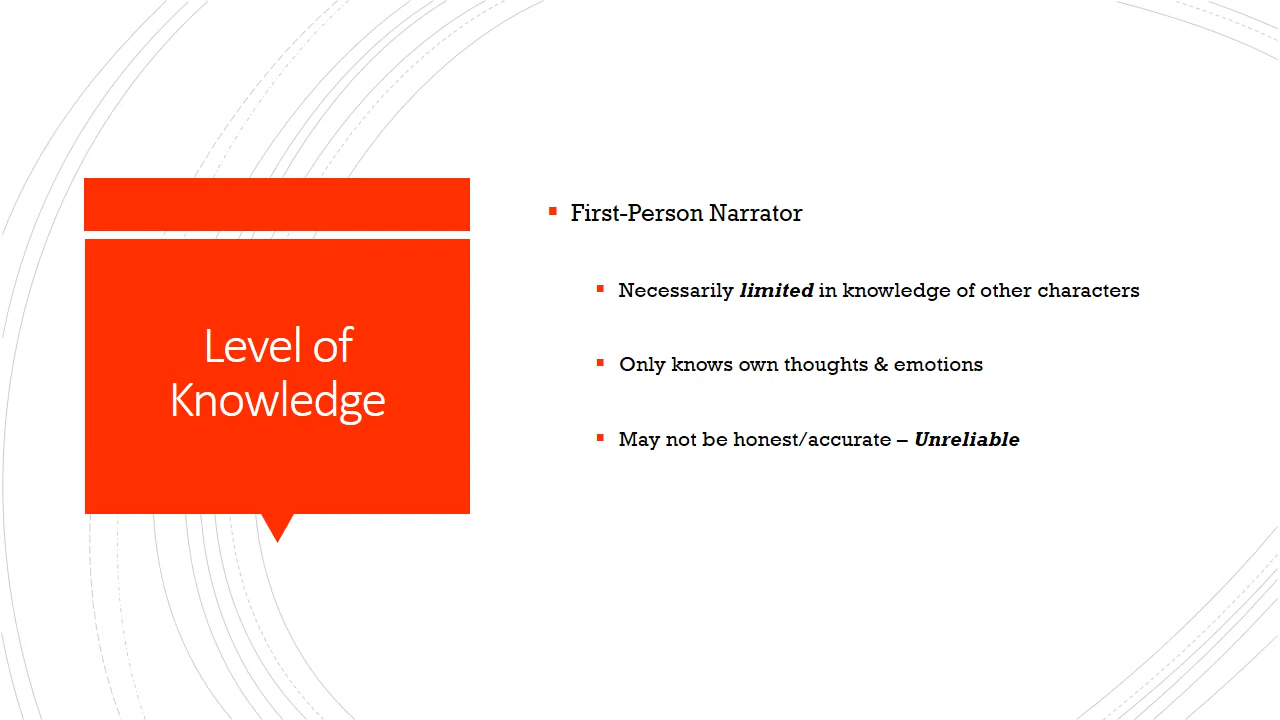 Level of
Knowledge
First-Person Narrator
Necessarily limited in knowledge of other characters
Only knows own thoughts & emotions
May not be honest/accurate – Unreliable